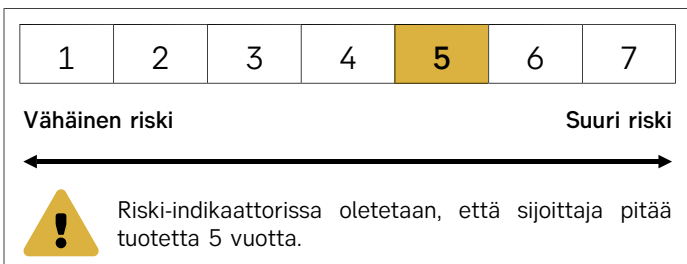 1 2 3 4 5 6 7
Vähäinen riski Suuri riski
Riski-indikaattorissa oletetaan, että sijoittaja pitää
tuotetta 5 vuotta.